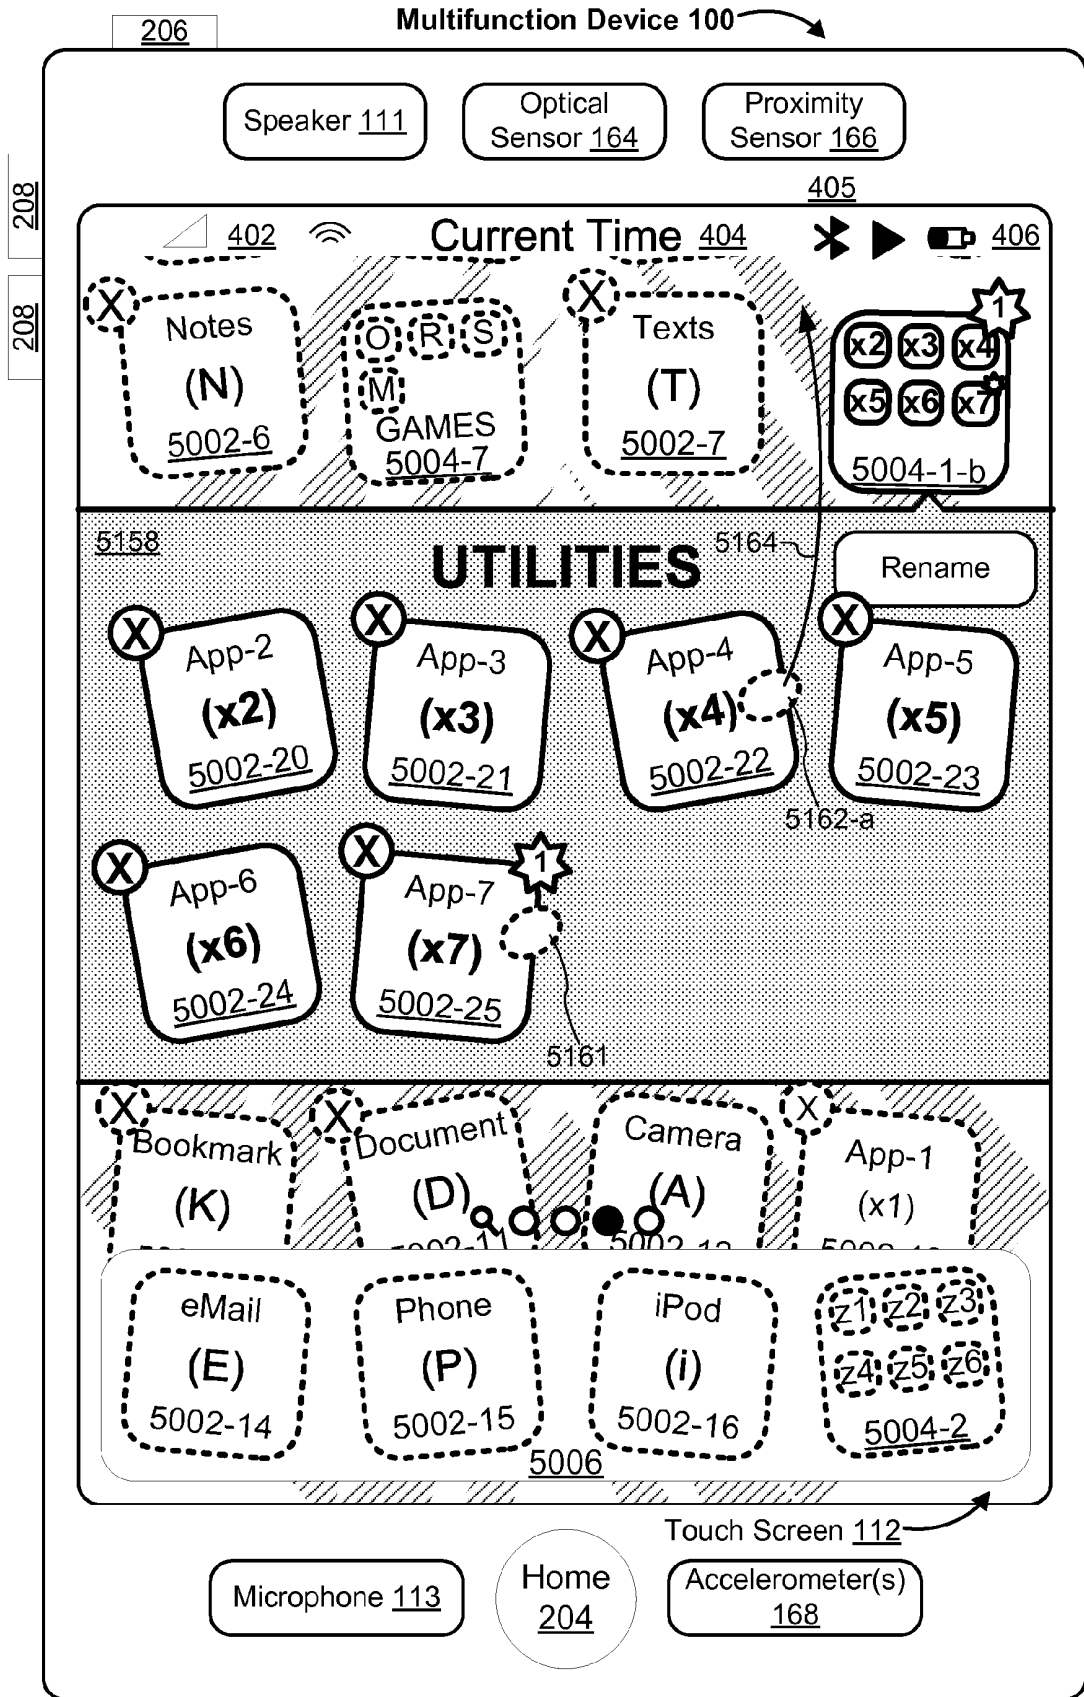 Multifunction Device 100
206
Speaker 111
Optical
Sensor 164
Proximity
Sensor 166
208
208
405
402
Current Time 404
406
X
Notes
(N)
5002-6
O R S
M
GAMES
5004-7
X
Texts
(T)
5002-7
1
x2 x3 x4
x5 x6 x7
5004-1-b
5158
UTILITIES
5164
Rename
X
App-2
(x2)
5002-20
X
App-3
(x3)
5002-21
X
App-4
(x4)
5002-22
X
App-5
(x5)
5002-23
5162-a
X
App-6
(x6)
5002-24
X
1
App-7
(x7)
5002-25
5161
X
Bookmark
(K)
X
Document
(D)
5002-11
Camera
(A)
5002-12
X
App-1
(x1)
eMail
(E)
5002-14
Phone
(P)
5002-15
iPod
(i)
5002-16
z1 z2 z3
z4 z5 z6
5004-2
5006
Touch Screen 112
Microphone 113
Home
204
Accelerometer(s)
168